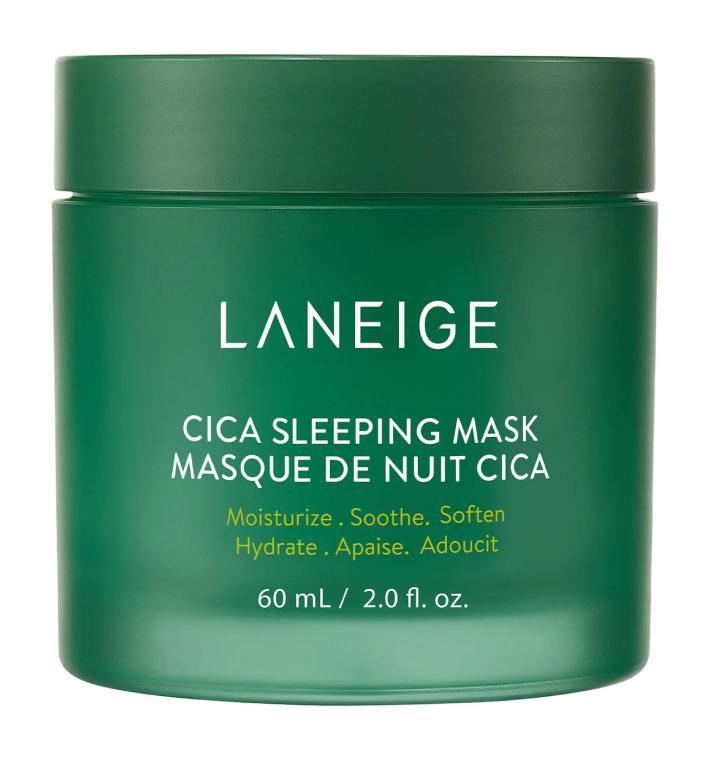 LANEIGE
CICA SLEEPING MASK
MASQUE DE NUIT CICA
Moisturize . Soothe. Soften
Hydrate . Apaise. Adoucit
60 mL / 2.0 fl. oz.